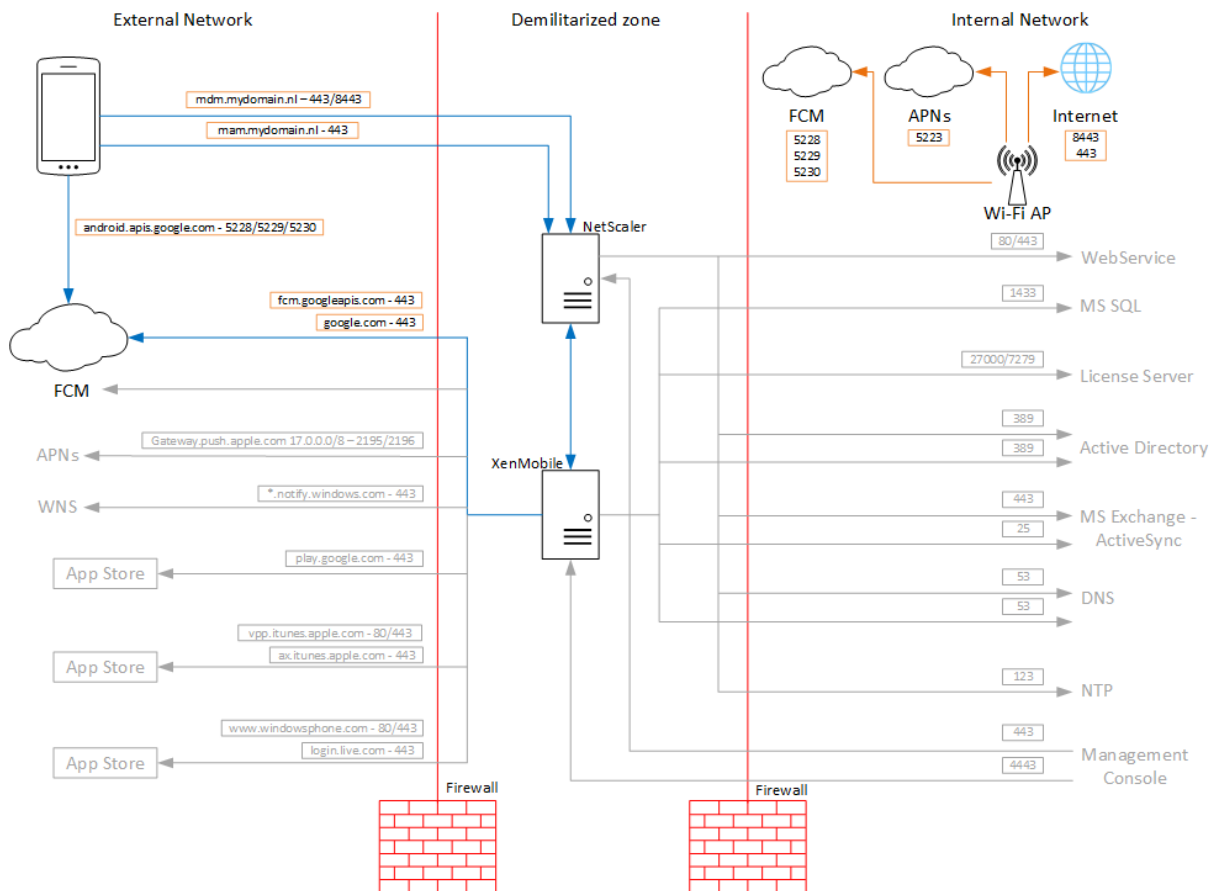 External Network
Demilitarized zone
Internal Network
mdm.mydomain.nl – 443/8443
mam.mydomain.nl - 443
android.apis.google.com - 5228/5229/5230
fcm.googleapis.com - 443
google.com - 443
FCM
Gateway.push.apple.com 17.0.0.0/8 – 2195/2196
APNs
*.notify.windows.com - 443
WNS
play.google.com - 443
App Store
vpp.itunes.apple.com - 80/443
ax.itunes.apple.com - 443
App Store
www.windowsphone.com - 80/443
login.live.com - 443
App Store
Firewall
NetScaler
XenMobile
FCM
5228
5229
5230
APNs
5223
Internet
8443
443
Wi-Fi AP
80/443
WebService
1433
MS SQL
27000/7279
License Server
389
389
Active Directory
443
25
MS Exchange -
ActiveSync
53
53
DNS
123
NTP
443
4443
Management
Console
Firewall